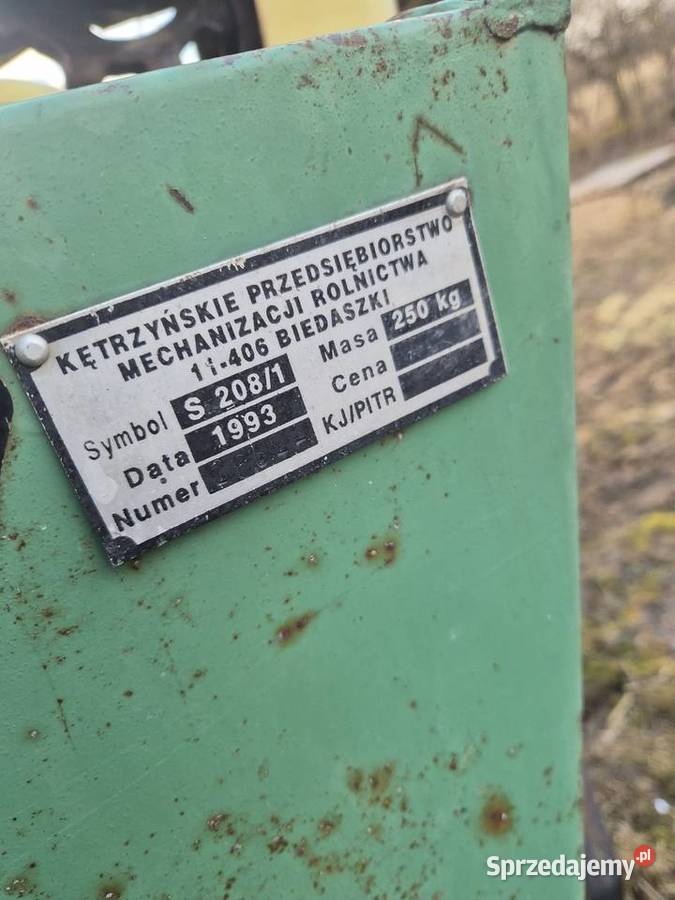 KĘTRZYŃSKIE PRZEDSIĘBIORSTWO
MECHANIZACJI ROLNICTWA
11-406 BIEDASZKI
Symbol S 208/1 Masa 250 kg
Data 1993 Cena
Numer KJ/PITR
Sprzedajemy.pl